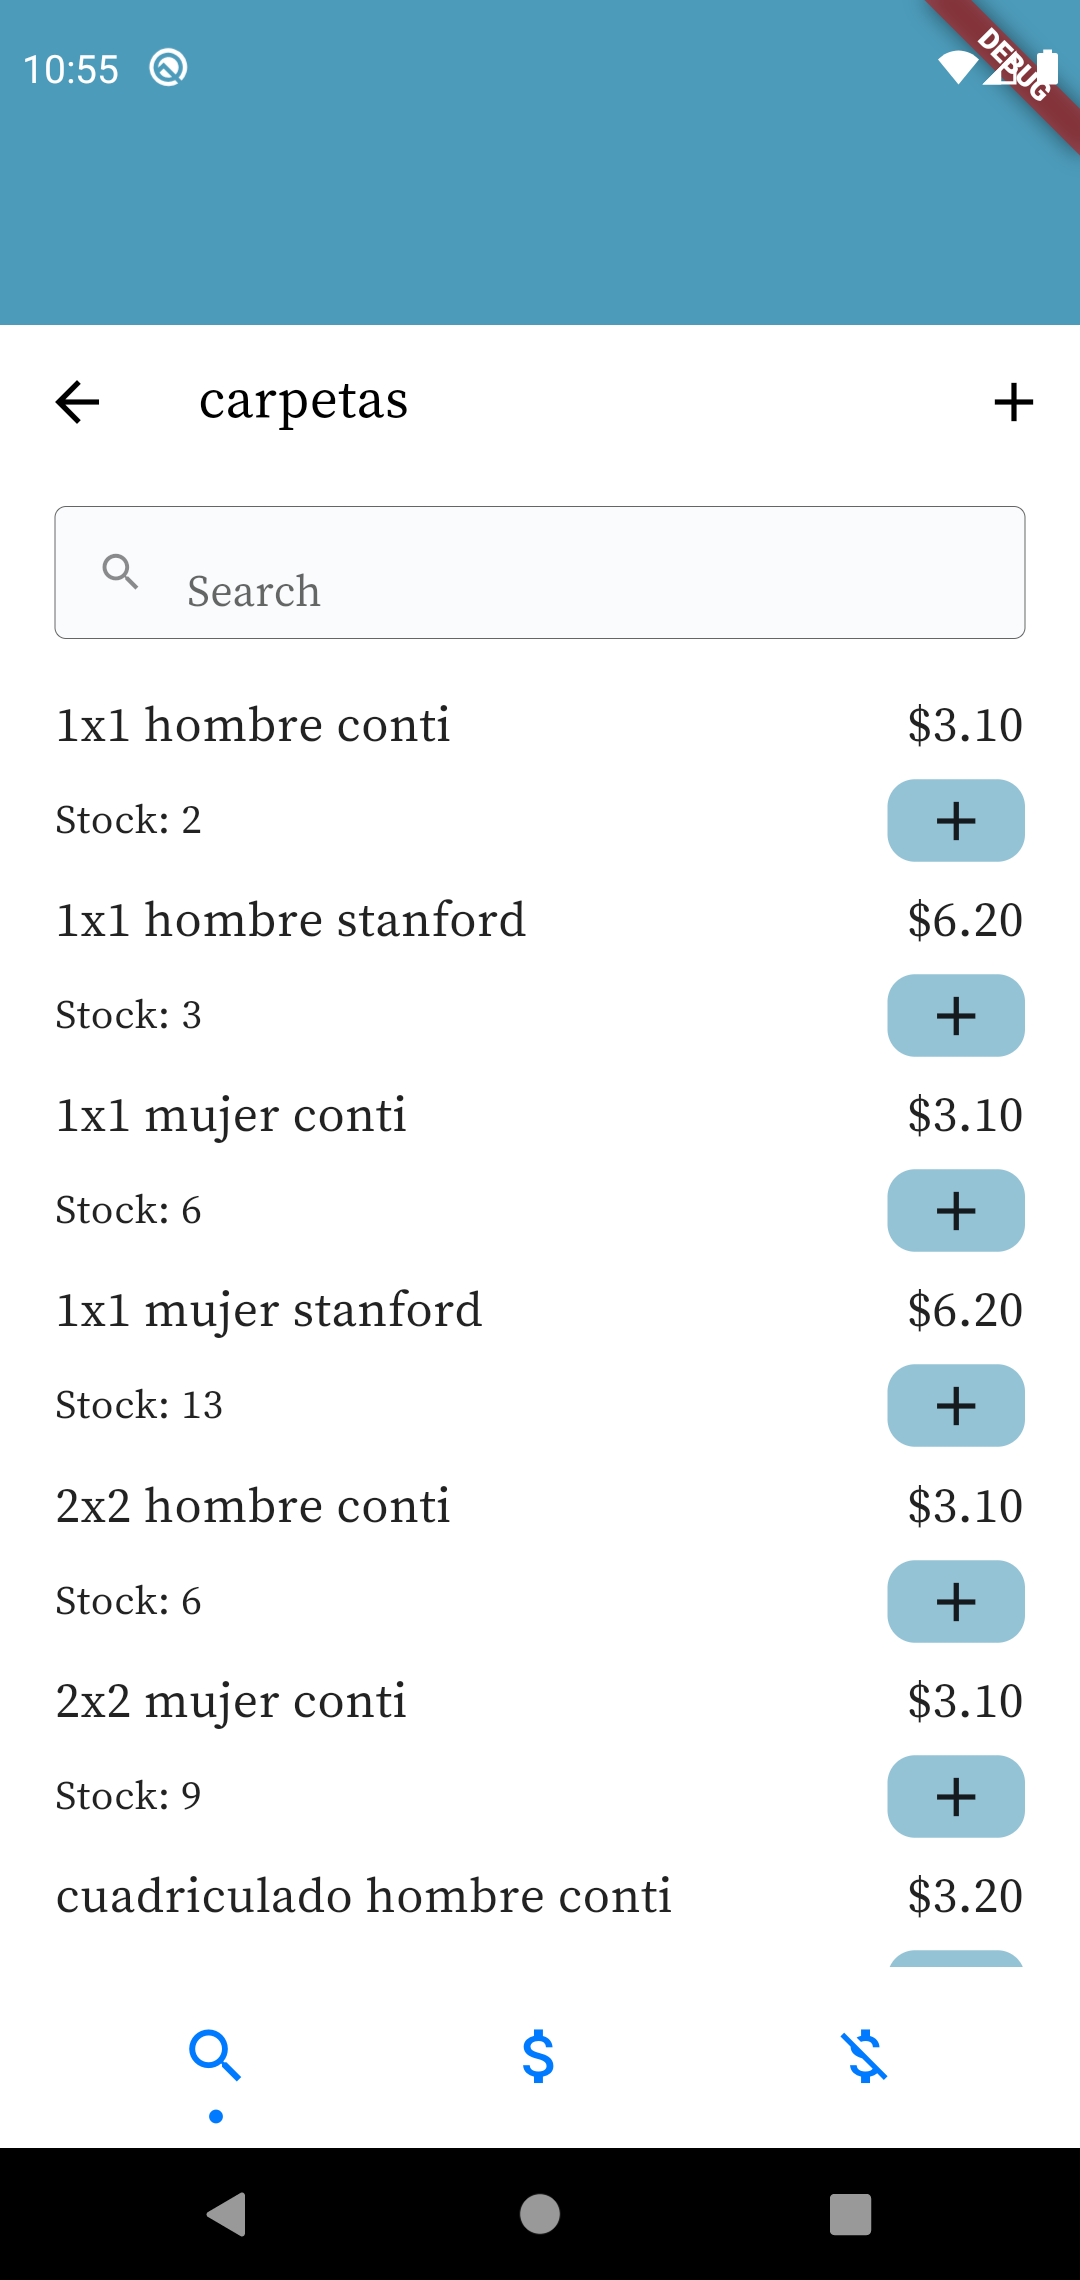 10:55
DEBUG
carpetas
Search
1x1 hombre conti $3.10
Stock: 2
1x1 hombre stanford $6.20
Stock: 3
1x1 mujer conti $3.10
Stock: 6
1x1 mujer stanford $6.20
Stock: 13
2x2 hombre conti $3.10
Stock: 6
2x2 mujer conti $3.10
Stock: 9
cuadriculado hombre conti $3.20